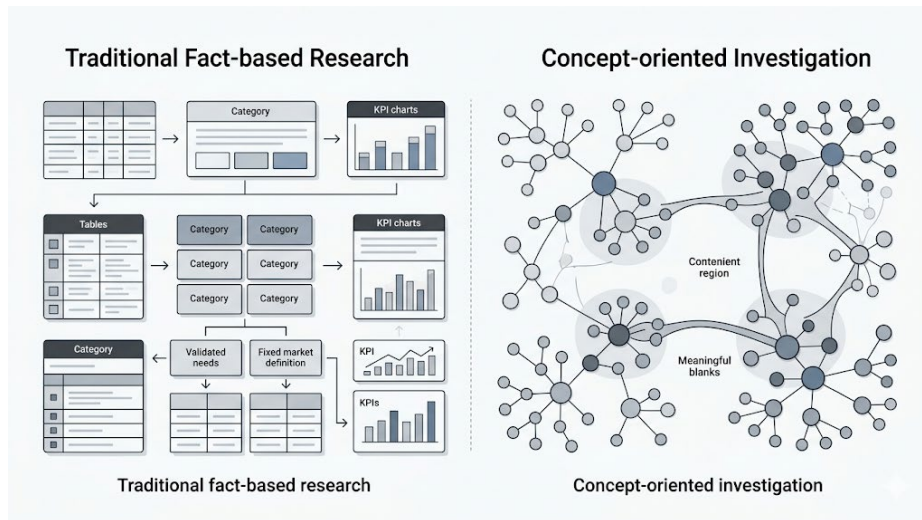 Traditional Fact-based Research
Concept-oriented Investigation
Category
KPI charts
Tables
Category
Category
Category
Category
Category
Category
KPI charts
Contenient
region
Category
Validated
needs
Fixed market
definition
KPI
KPIs
Meaningful
blanks
Traditional fact-based research
Concept-oriented investigation